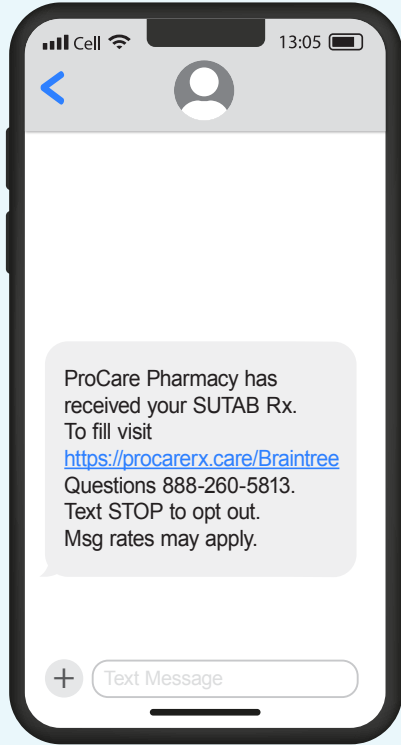 Cell 13:05
ProCare Pharmacy has
received your SUTAB Rx.
To fill visit
https://procarerx.care/Braintree
Questions 888-260-5813.
Text STOP to opt out.
Msg rates may apply.
Text Message